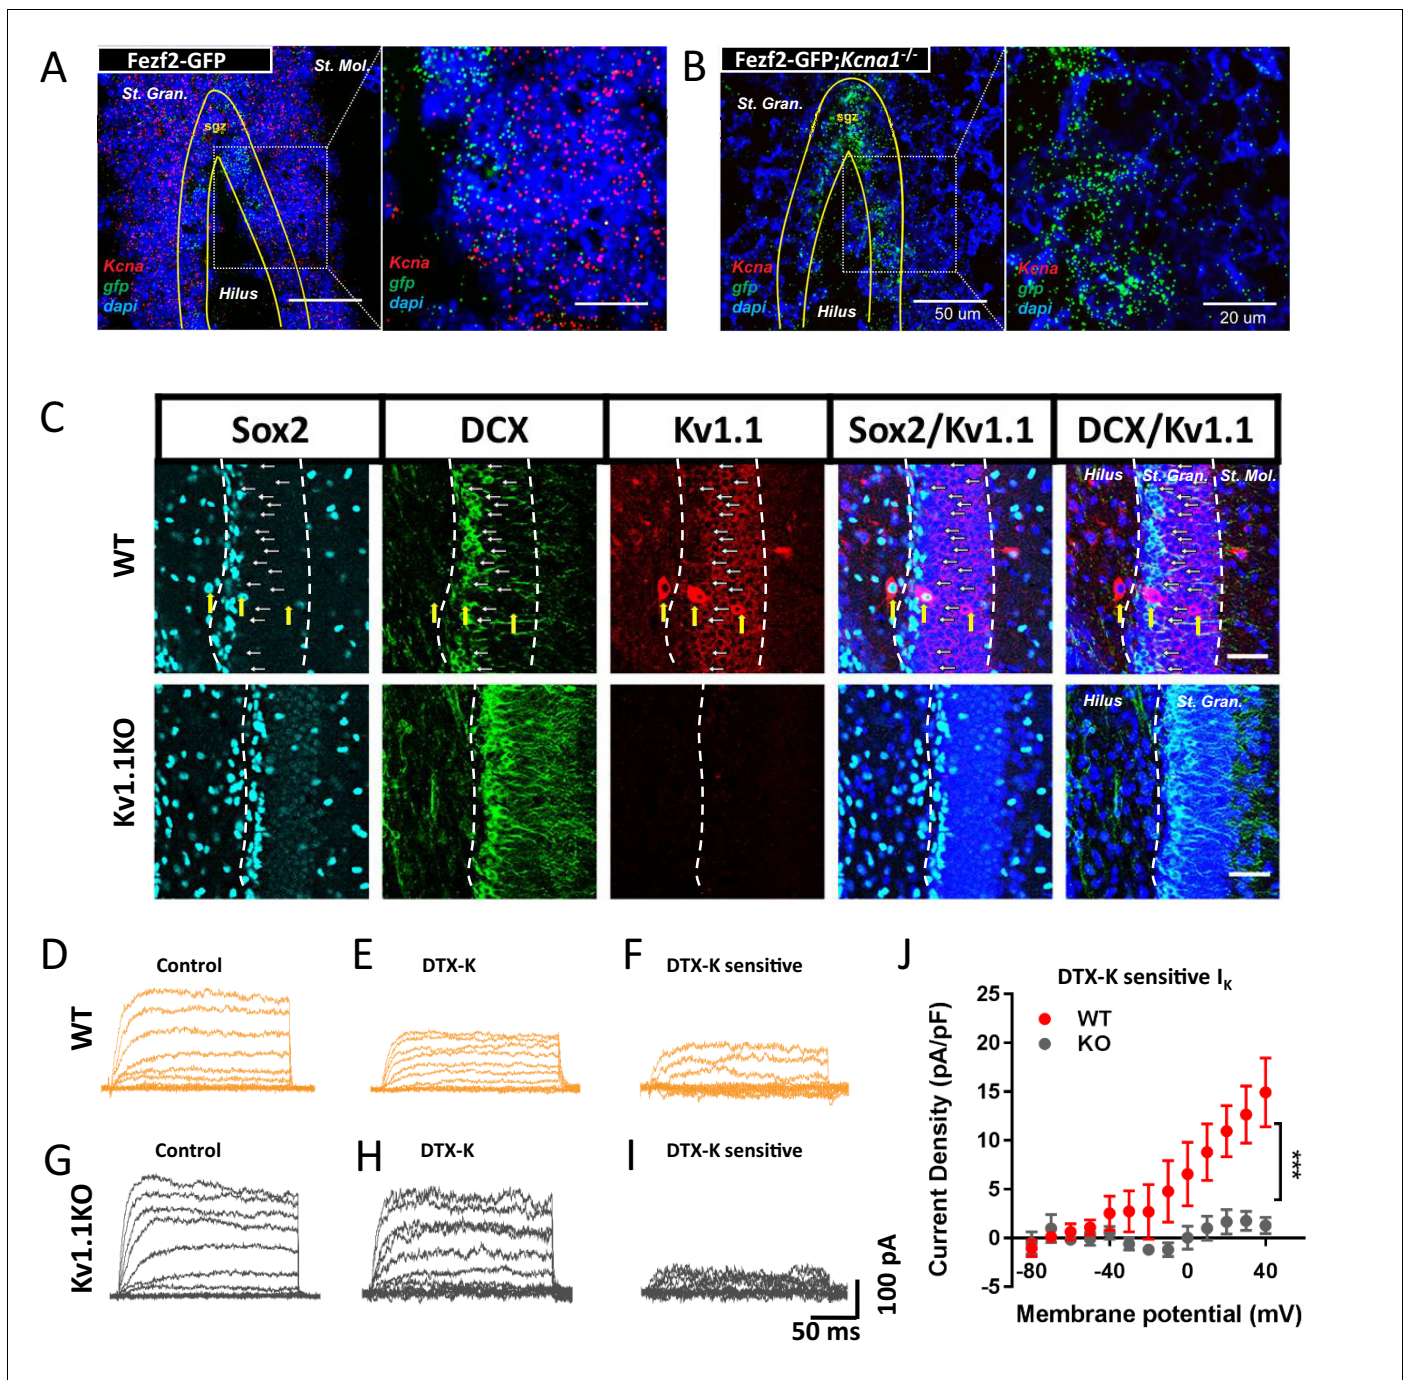 A
Fezf2-GFP
St. Mol.
St. Gran.
sgz
Kcna
gfp
dapi
Hilus
Kcna
gfp
dapi
B
Fezf2-GFP;Kcna1-/-
St. Gran.
sgz
Kcna
gfp
dapi
Hilus
50 um
Kcna
gfp
dapi
20 um
C
Sox2
DCX
Kv1.1
Sox2/Kv1.1
DCX/Kv1.1
WT
Hilus
St. Gran.
St. Mol.
Kv1.1KO
Hilus
St. Gran.
D
Control
WT
E
DTX-K
F
DTX-K sensitive
G
Control
Kv1.1KO
H
DTX-K
I
DTX-K sensitive
100 pA
50 ms
J
DTX-K sensitive IK
WT
KO
Current Density (pA/pF)
25
20
15
10
5
0
-5
-80
-40
0
40
Membrane potential (mV)
***